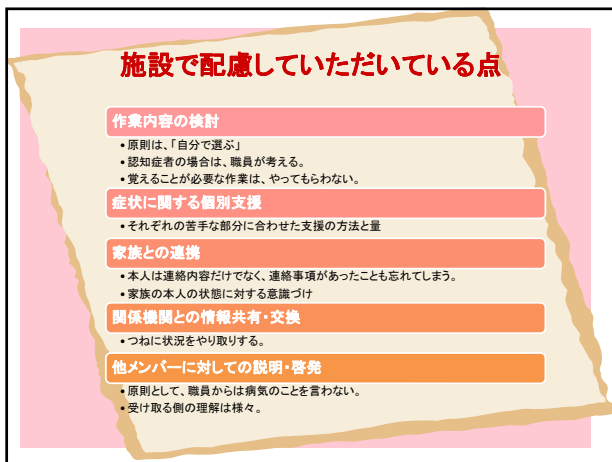 施設で配慮していただいている点
作業内容の検討
•原則は、「自分で選ぶ」
•認知症者の場合は、職員が考える。
•覚えることが必要な作業は、やってもらわない。
症状に関する個別支援
•それぞれの苦手な部分に合わせた支援の方法と量
家族との連携
•本人は連絡内容だけでなく、連絡事項があったことも忘れてしまう。
•家族の本人の状態に対する意識づけ
関係機関との情報共有・交換
•つねに状況をやり取りする。
他メンバーに対しての説明・啓発
•原則として、職員からは病気のことを言わない。
•受け取る側の理解は様々。